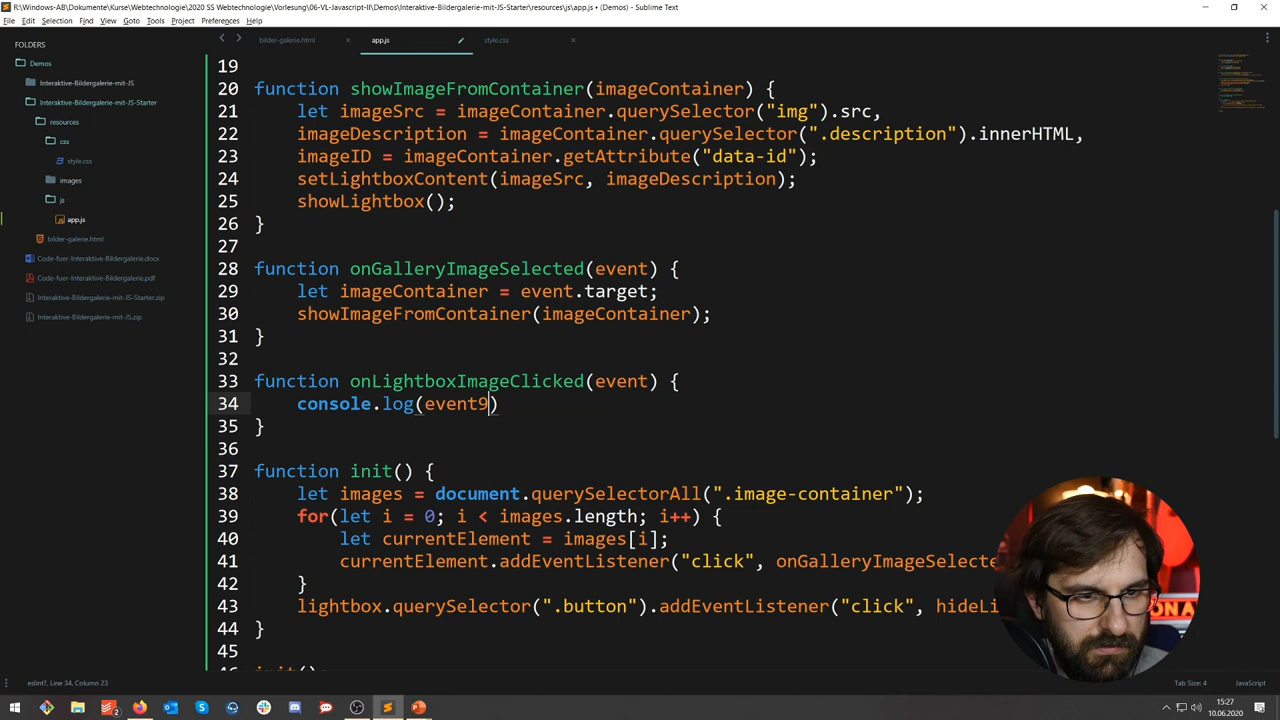 R:\Windows-AB\Dokumente\Kurse\Webtechnologie\2020 SS Webtechnologie\Vorlesung\06-VL-Javascript-II\Demos\Interaktive-Bildergalerie-mit-JS-Starter\resources\js\app.js • (Demos) - Sublime Text
File Edit Selection Find View Goto Tools Project Preferences Help
FOLDERS
Demos
Interaktive-Bildergalerie-mit-JS
Interaktive-Bildergalerie-mit-JS-Starter
resources
css
style.css
images
js
app.js
bilder-galerie.html
Code-fuer-Interaktive-Bildergalerie.docx
Code-fuer-Interaktive-Bildergalerie.pdf
Interaktive-Bildergalerie-mit-JS-Starter.zip
Interaktive-Bildergalerie-mit-JS.zip
bilder-galerie.html app.js style.css
19
20 function showImageFromContainer(imageContainer) {
21 let imageSrc = imageContainer.querySelector("img").src,
22 imageDescription = imageContainer.querySelector(".description").innerHTML,
23 imageID = imageContainer.getAttribute("data-id");
24 setLightboxContent(imageSrc, imageDescription);
25 showLightbox();
26 }
27
28 function onGalleryImageSelected(event) {
29 let imageContainer = event.target;
30 showImageFromContainer(imageContainer);
31 }
32
33 function onLightboxImageClicked(event) {
34 console.log(event9)
35 }
36
37 function init() {
38 let images = document.querySelectorAll(".image-container");
39 for(let i = 0; i < images.length; i++) {
40 let currentElement = images[i];
41 currentElement.addEventListener("click", onGalleryImageSelecte
42 }
43 lightbox.querySelector(".button").addEventListener("click", hideLi
44 }
45
eslint?, Line 34, Column 23
Tab Size: 4 JavaScript
15:27
10.06.2020